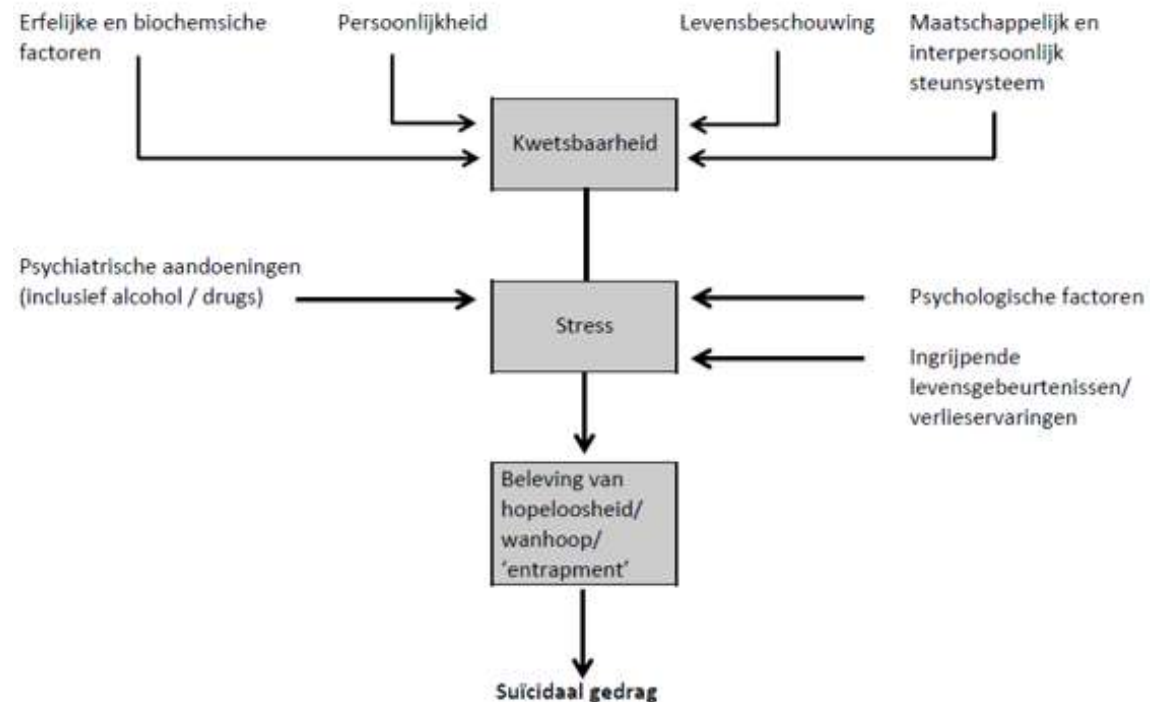 Erfelijke en biochemsiche
factoren
Persoonlijkheid
Levensbeschouwing
Maatschappelijk en
interpersoonlijk
steunsysteem
Kwetsbaarheid
Psychiatrische aandoeningen
(inclusief alcohol / drugs)
Stress
Psychologische factoren
Ingrijpende
levensgebeurtenissen/
verlieservaringen
Beleving van
hopeloosheid/
wanhoop/
‘entrapment’
Suïcidaal gedrag